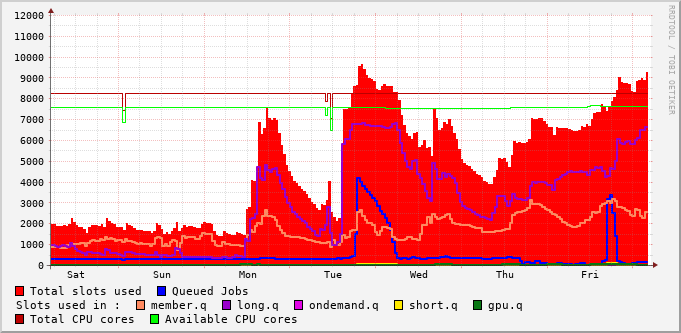 12000
11000
10000
9000
8000
7000
6000
5000
4000
3000
2000
1000
0
Sat Sun Mon Tue Wed Thu Fri
RRDTOOL / TOBI OETIKER
Total slots used Queued Jobs
Slots used in : member.q long.q ondemand.q short.q gpu.q
Total CPU cores Available CPU cores